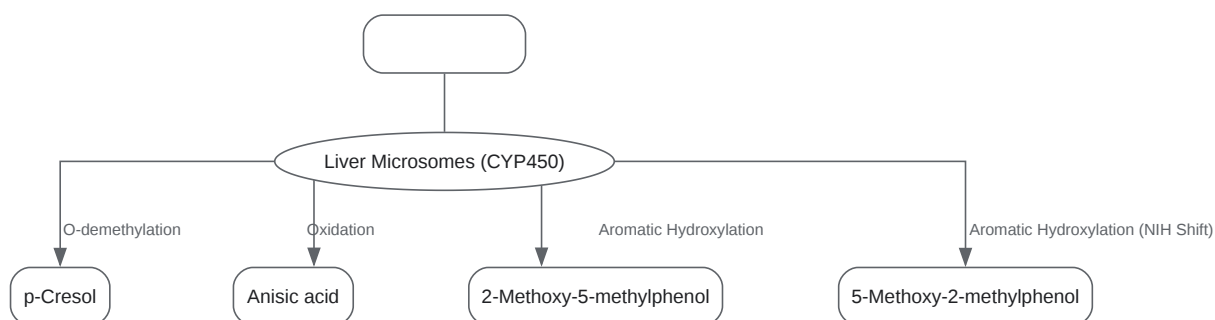 Liver Microsomes (CYP450)
O-demethylation
Oxidation
Aromatic Hydroxylation
Aromatic Hydroxylation (NIH Shift)
p-Cresol
Anisic acid
2-Methoxy-5-methylphenol
5-Methoxy-2-methylphenol